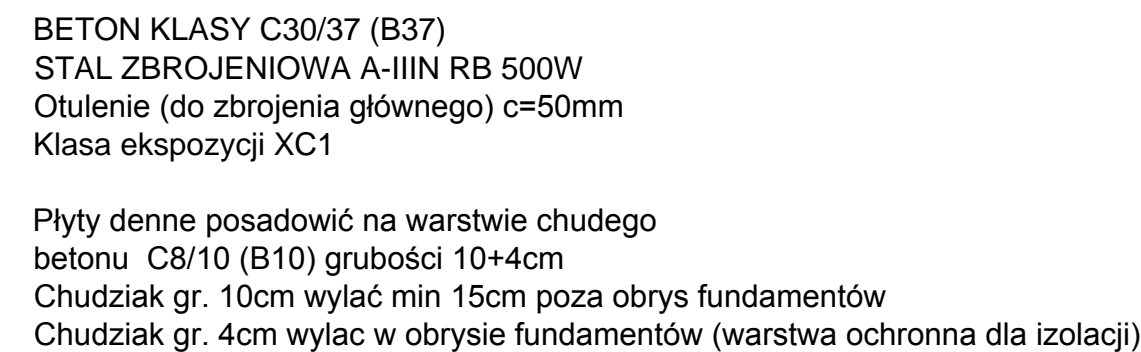 BETON KLASY C30/37 (B37)
STAL ZBROJENIOWA A-IIIN RB 500W
Otulenie (do zbrojenia głównego) c=50mm
Klasa ekspozycji XC1
Płyty denne posadowić na warstwie chudego
betonu C8/10 (B10) grubości 10+4cm
Chudziak gr. 10cm wylać min 15cm poza obrys fundamentów
Chudziak gr. 4cm wylac w obrysie fundamentów (warstwa ochronna dla izolacji)